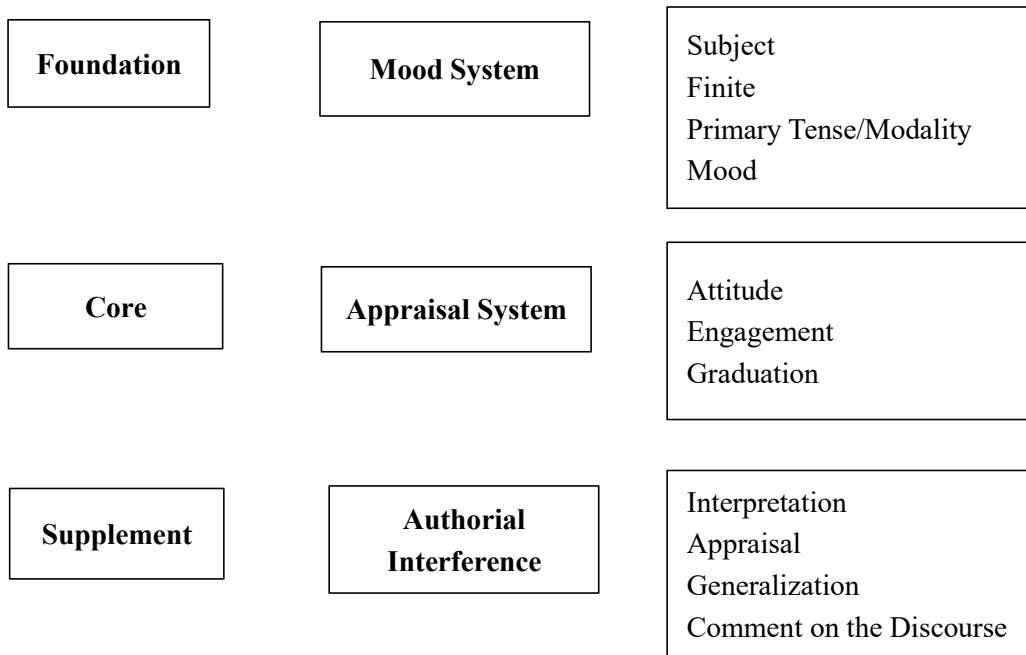 Foundation
Mood System
Subject
Finite
Primary Tense/Modality
Mood
Core
Appraisal System
Attitude
Engagement
Graduation
Supplement
Authorial
Interference
Interpretation
Appraisal
Generalization
Comment on the Discourse